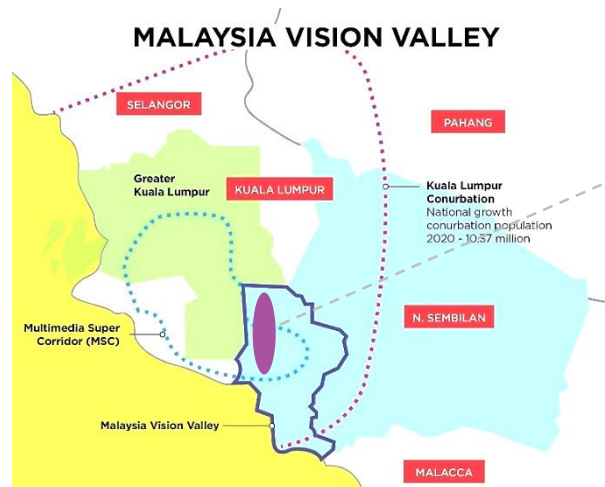 MALAYSIA VISION VALLEY
SELANGOR
PAHANG
Greater
Kuala Lumpur
KUALA LUMPUR
Kuala Lumpur
Conurbation
National growth
conurbation population
2020 - 10.37 million
N. SEMBILAN
Multimedia Super
Corridor (MSC)
Malaysia Vision Valley
MALACCA